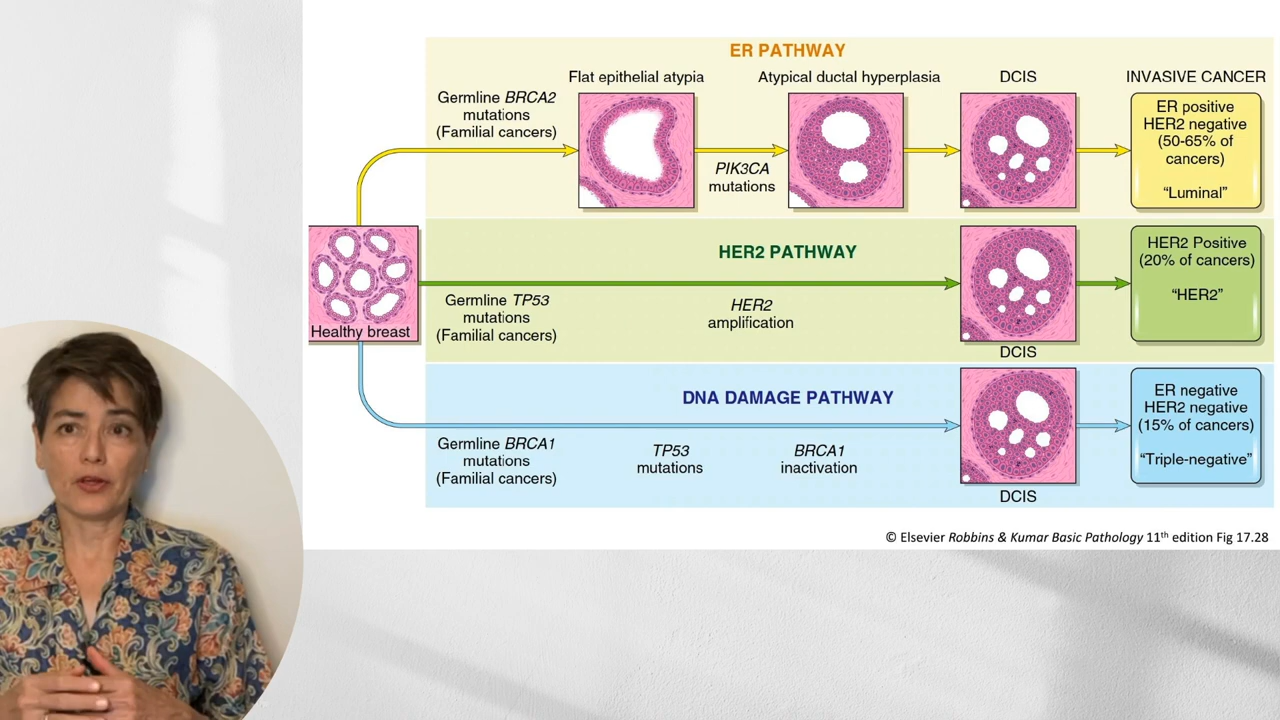 ER PATHWAY
Flat epithelial atypia
Atypical ductal hyperplasia
DCIS
INVASIVE CANCER
Germline BRCA2
mutations
(Familial cancers)
PIK3CA
mutations
ER positive
HER2 negative
(50-65% of
cancers)
“Luminal”
Healthy breast
HER2 PATHWAY
Germline TP53
mutations
(Familial cancers)
HER2
amplification
DCIS
HER2 Positive
(20% of cancers)
“HER2”
DNA DAMAGE PATHWAY
Germline BRCA1
mutations
(Familial cancers)
TP53
mutations
BRCA1
inactivation
DCIS
ER negative
HER2 negative
(15% of cancers)
“Triple-negative”
© Elsevier Robbins & Kumar Basic Pathology 11th edition Fig 17.28